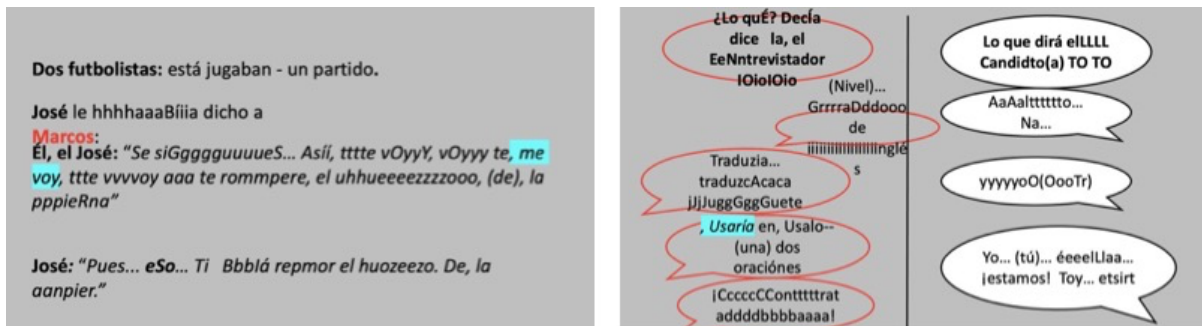 Dos futbolistas: está jugaban - un partido.
José le hhhhaaaBíiia dicho a
Marcos:
Él, el José: “Se siGggggguuuueS... Asíí, tttte vOyyY, vOyyy te, me
voy, ttte vvvvoy aaa te rommpere, el uhhueeeezzzzooo, (de), la
pppieRna”
José: “Pues... eSo... Ti BbbIá repmor el huozeezo. De, la
aanpier.”
¿Lo quÉ? DecÍa
dice la, el
EeNntrevistador
IOioIOio
(Nivel)...
GrrrraDddooo
de
iiiiiiiiiiiiiiiiiiiinglé
s
Traduzia...
traduzcAcaca
jJjJuggGggGuete
, Usaría en, Usalo--
(una) dos
oraciónes
¡CccccCContttttrat
addddbbbbaaaa!
Lo que dirá elLLLL
Candidto(a) TO TO
AaAaltttttto...
Na...
yyyyyoO(OooTr)
Yo... (tú)... éeeelLlaa...
¡estamos! Toy... etsirt